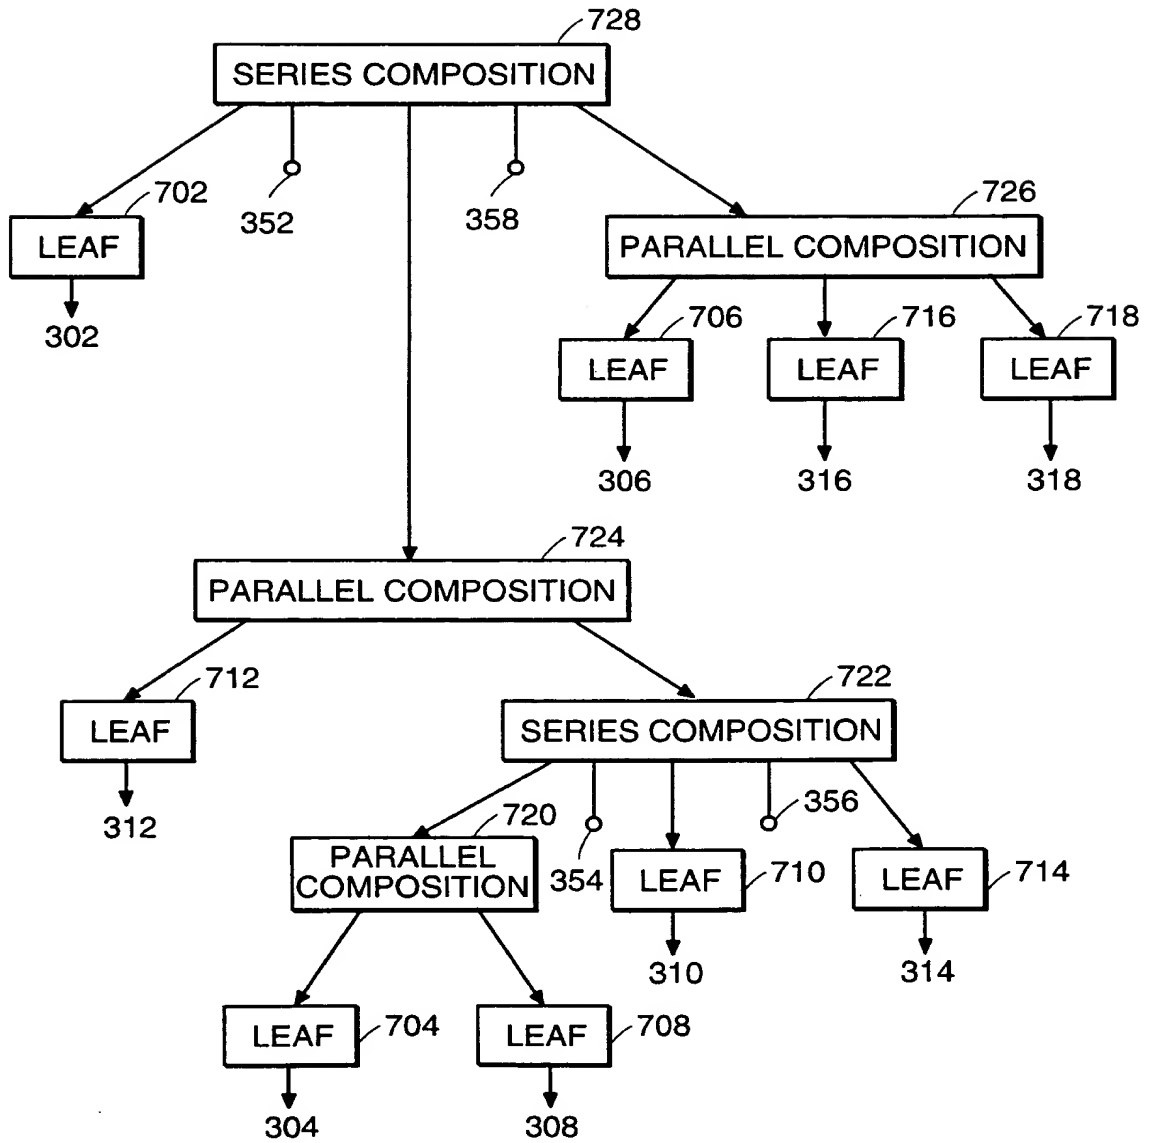 728
SERIES COMPOSITION
702
352
358
726
LEAF
PARALLEL COMPOSITION
302
706
716
718
LEAF
LEAF
LEAF
306
316
318
724
PARALLEL COMPOSITION
712
722
LEAF
SERIES COMPOSITION
312
720
356
PARALLEL
COMPOSITION
354
LEAF
710
LEAF
714
310
314
LEAF
704
LEAF
708
304
308